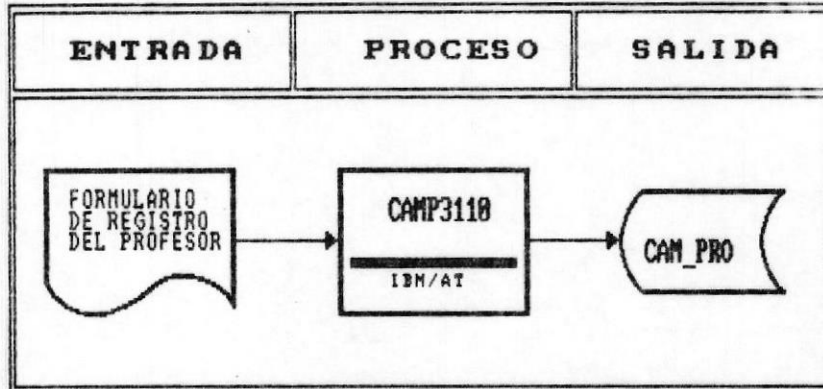 ENTRADA
PROCESO
SALIDA
FORMULARIO
DE REGISTRO
DEL PROFESOR
CAMP3110
IBM/AT
CAM_PRO